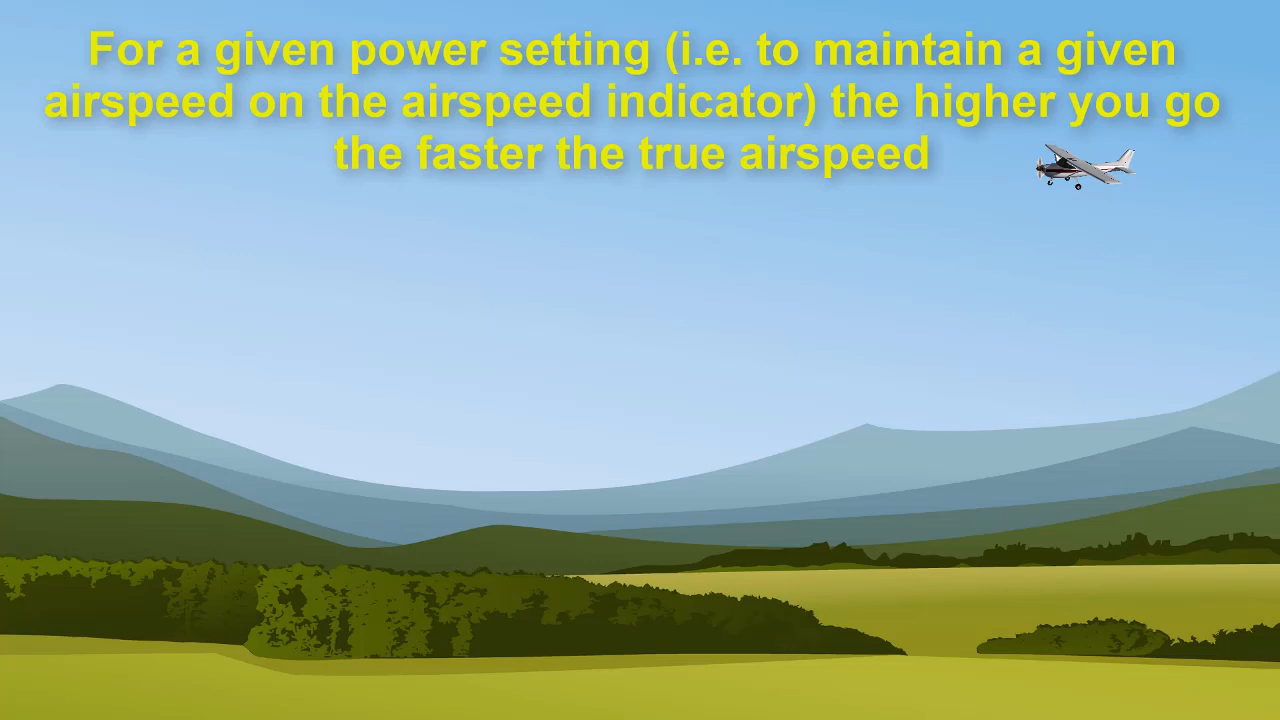 For a given power setting (i.e. to maintain a given
airspeed on the airspeed indicator) the higher you go
the faster the true airspeed